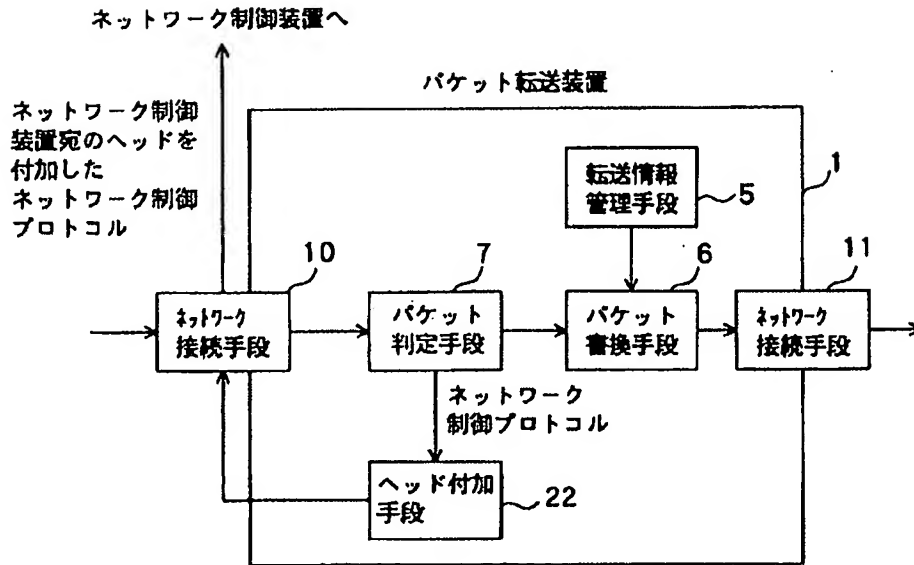 ネットワーク制御装置へ
パケット転送装置
ネットワーク制御
装置宛のヘッドを
付加した
ネットワーク制御
プロトコル
転送情報
管理手段
1
5
10
7
6
11
ネットワーク
接続手段
パケット
判定手段
パケット
書換手段
ネットワーク
接続手段
ネットワーク
制御プロトコル
ヘッド付加
手段
22